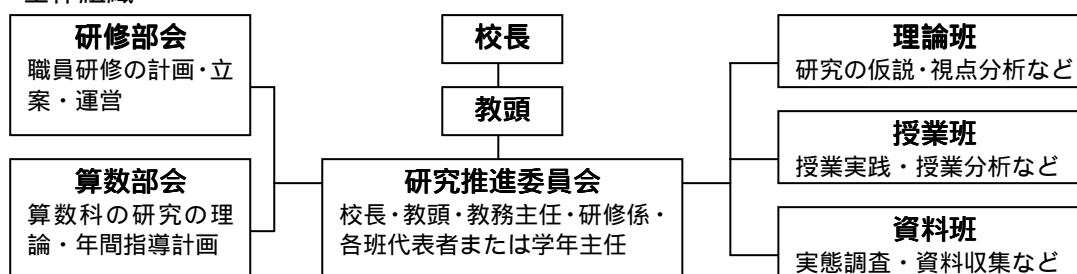 研修部会
職員研修の計画・立
案・運営
算数部会
算数科の研究の理
論・年間指導計画
校長
教頭
研究推進委員会
校長・教頭・教務主任・研修係・
各班代表者または学年主任
理論班
研究の仮説・視点分析など
授業班
授業実践・授業分析など
資料班
実態調査・資料収集など